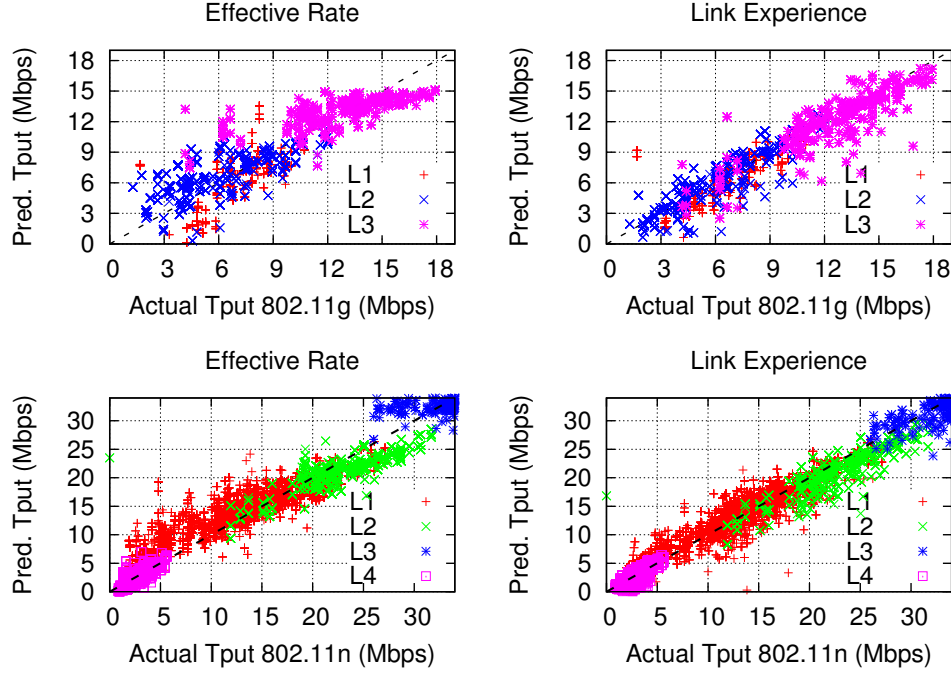 Effective Rate
Pred. Tput (Mbps)
18
15
12
9
6
3
0
L1
L2
L3
0 3 6 9 12 15 18
Actual Tput 802.11g (Mbps)
Link Experience
Pred. Tput (Mbps)
18
15
12
9
6
3
0
L1
L2
L3
0 3 6 9 12 15 18
Actual Tput 802.11g (Mbps)
Effective Rate
Pred. Tput (Mbps)
30
25
20
15
10
5
0
L1
L2
L3
L4
0 5 10 15 20 25 30
Actual Tput 802.11n (Mbps)
Link Experience
Pred. Tput (Mbps)
30
25
20
15
10
5
0
L1
L2
L3
L4
0 5 10 15 20 25 30
Actual Tput 802.11n (Mbps)